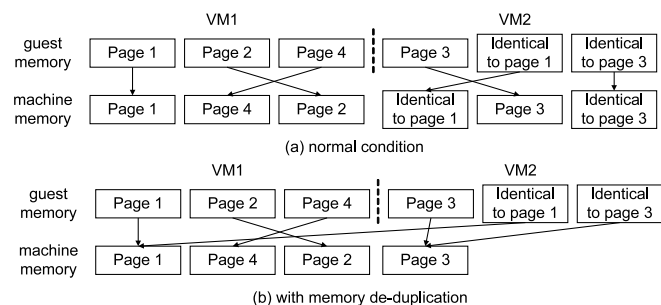 VM1 VM2
guest memory Page 1 Page 2 Page 4 Page 3 Identical to page 1 Identical to page 3
machine memory Page 1 Page 4 Page 2 Identical to page 1 Page 3 Identical to page 3
(a) normal condition
VM1 VM2
guest memory Page 1 Page 2 Page 4 Page 3 Identical to page 1 Identical to page 3
machine memory Page 1 Page 4 Page 2 Page 3
(b) with memory de-duplication